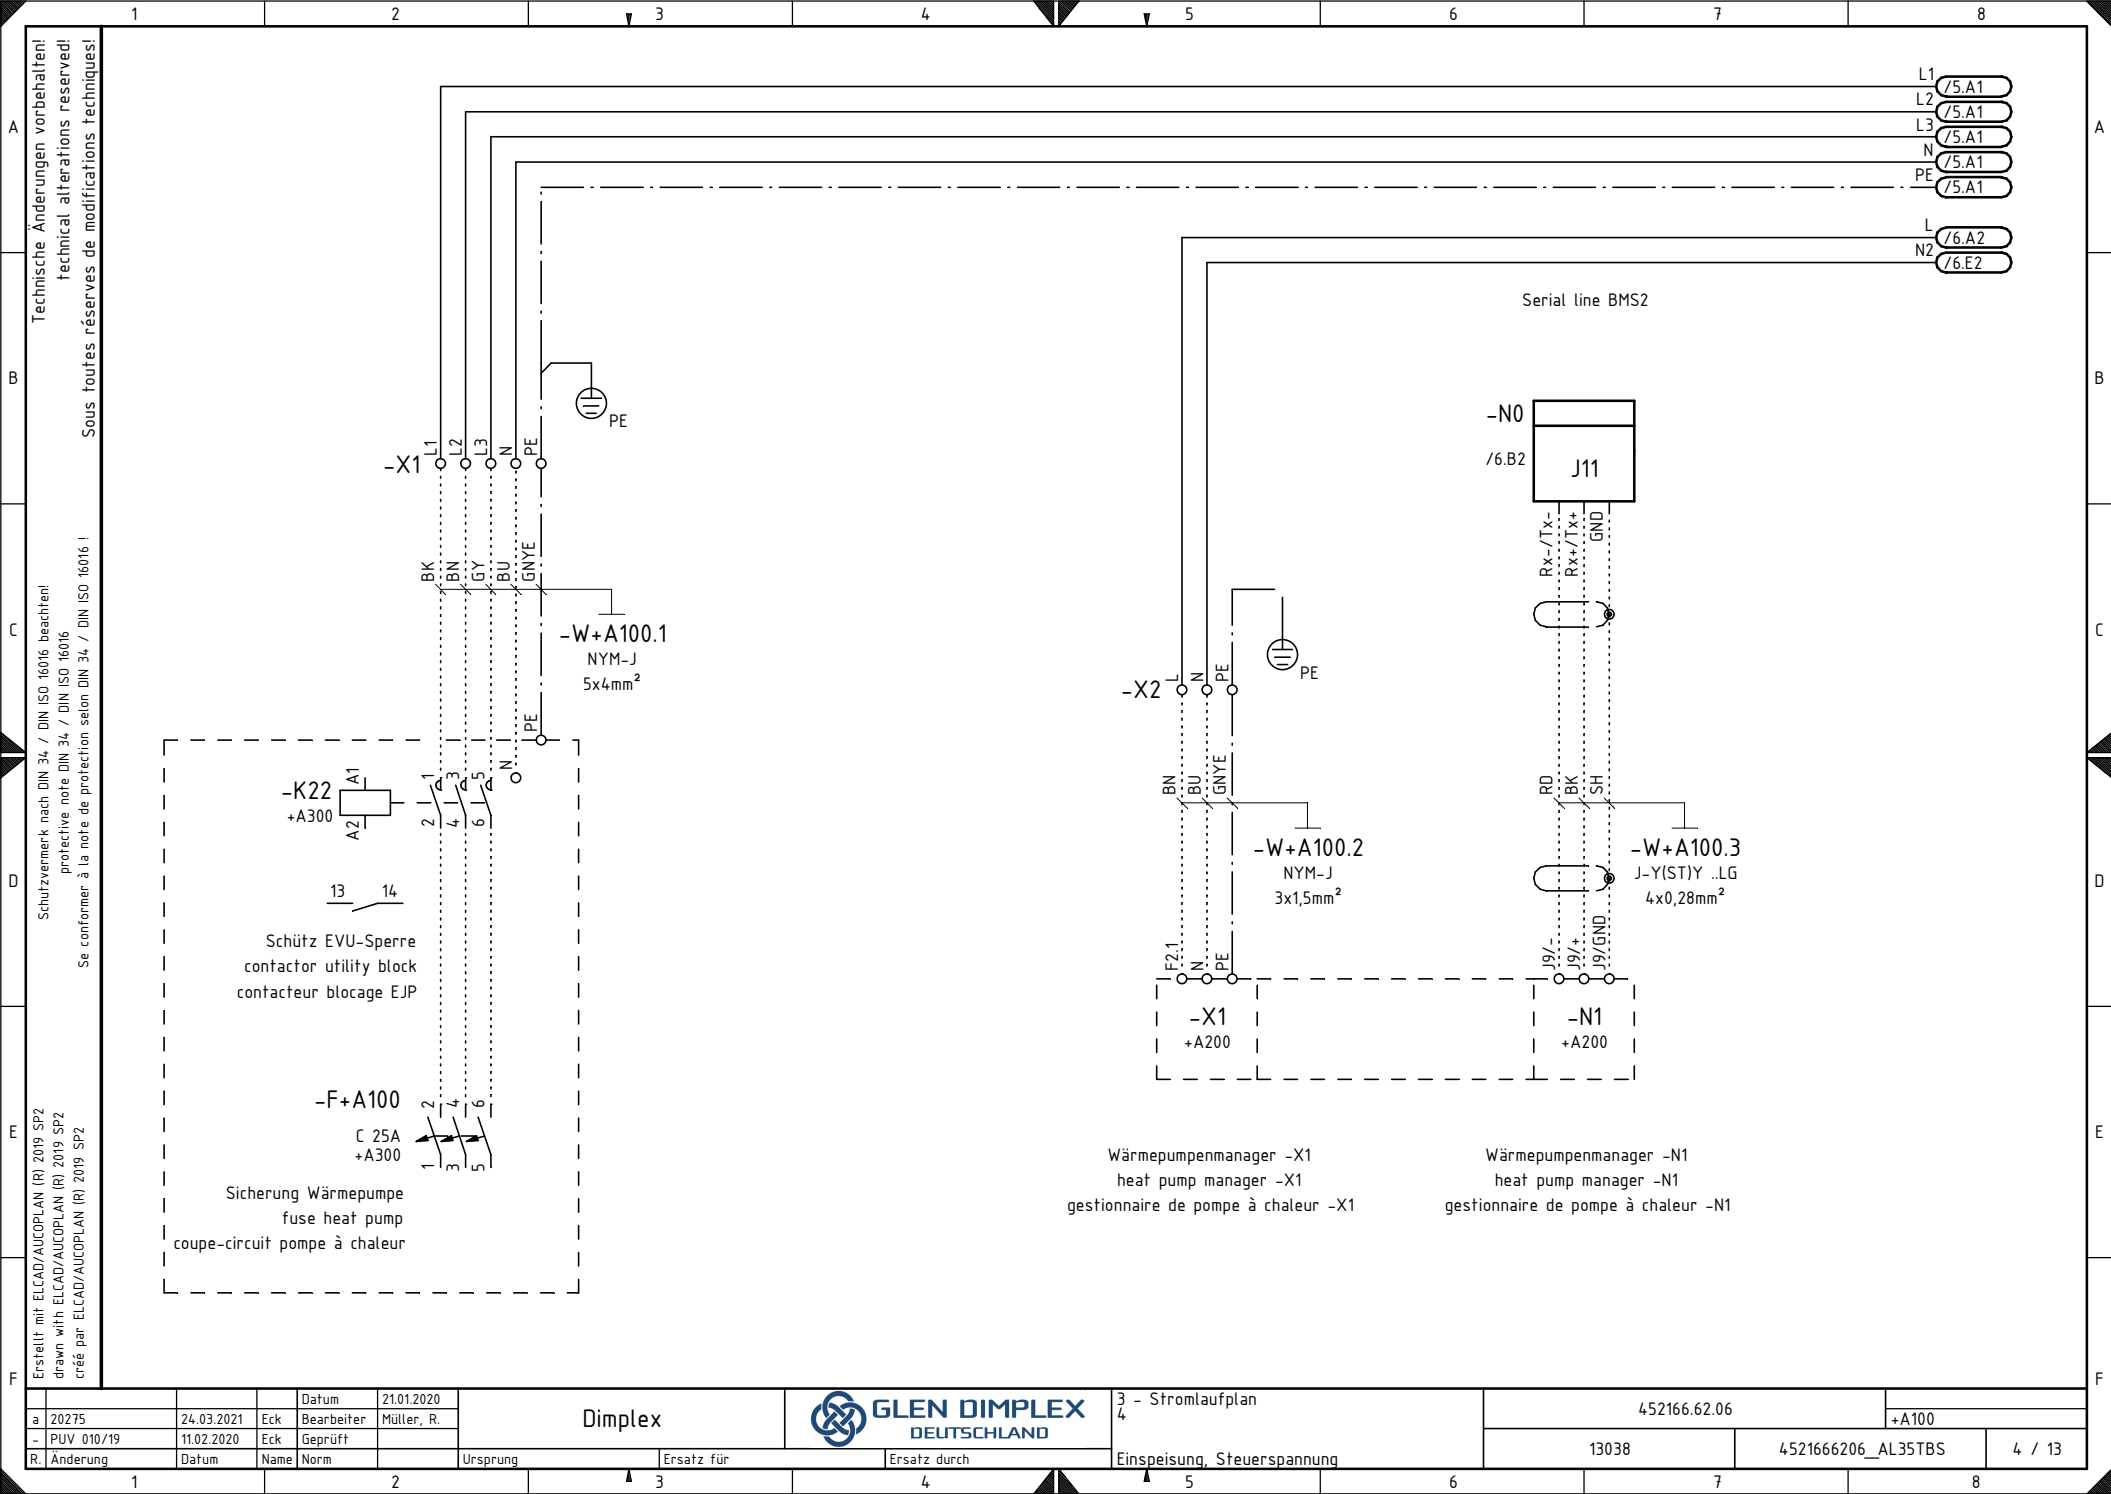 1 2 3 4 5 6 7 8
A
B
C
D
E
F
A
B
C
D
E
F
Technische Änderungen vorbehalten!
technical alterations reserved!
Sous toutes réserves de modifications techniques!
Schutzvermerk nach DIN 34 / DIN ISO 16016 beachten!
protective note DIN 34 / DIN ISO 16016
Se conformer à la note de protection selon DIN 34 / DIN ISO 16016 !
Erstellt mit ELCAD/AUCOPLAN (R) 2019 SP2
drawn with ELCAD/AUCOPLAN (R) 2019 SP2
créé par ELCAD/AUCOPLAN (R) 2019 SP2
L1 /5.A1
L2 /5.A1
L3 /5.A1
N /5.A1
PE /5.A1
L /6.A2
N2 /6.E2
Serial line BMS2
PE
-X1 L1 L2 L3 N PE
BK BN GY BU GNYE
-W+A100.1
NYM-J
5x4mm²
PE
N
-K22
+A300
A1
A2
1 3 5
2 4 6
13 14
Schütz EVU-Sperre
contactor utility block
contacteur blocage EJP
-F+A100
C 25A
+A300
2 4 6
1 3 5
Sicherung Wärmepumpe
fuse heat pump
coupe-circuit pompe à chaleur
PE
-X2 L N PE
BN BU GNYE
-W+A100.2
NYM-J
3x1,5mm²
F2.1 N PE
-X1
+A200
Wärmepumpenmanager -X1
heat pump manager -X1
gestionnaire de pompe à chaleur -X1
-N0
/6.B2
J11
Rx-/Tx- Rx+/Tx+ GND
RD BK SH
-W+A100.3
J-Y(ST)Y ..LG
4x0,28mm²
J9/- J9/+ J9/GND
-N1
+A200
Wärmepumpenmanager -N1
heat pump manager -N1
gestionnaire de pompe à chaleur -N1
Datum 21.01.2020
a 20275 24.03.2021 Eck Bearbeiter Müller, R.
- PUV 010/19 11.02.2020 Eck Geprüft
R. Änderung Datum Name Norm
Dimplex
Ursprung
Ersatz für
Ersatz durch
GLEN DIMPLEX
DEUTSCHLAND
3 - Stromlaufplan
4
Einspeisung, Steuerspannung
452166.62.06
+A100
13038
4521666206_AL35TBS
4 / 13
1 2 3 4 5 6 7 8